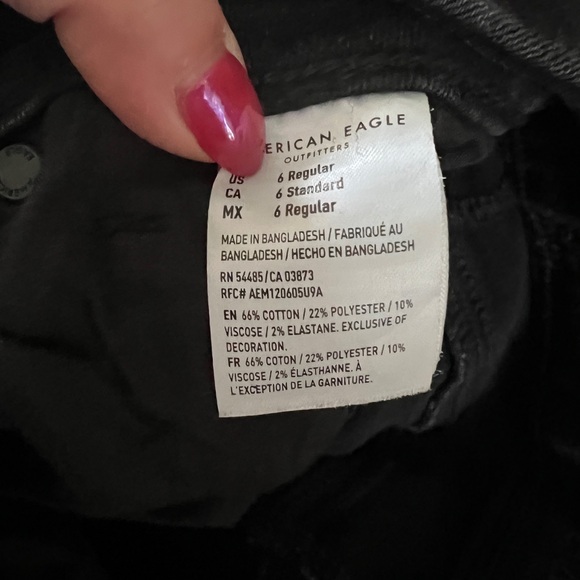 ERICAN EAGLE
OUTFITTERS
US 6 Regular
CA 6 Standard
MX 6 Regular
MADE IN BANGLADESH / FABRIQUÉ AU
BANGLADESH / HECHO EN BANGLADESH
RN 54485/CA 03873
RFC# AEM120605U9A
EN 66% COTTON / 22% POLYESTER / 10%
VISCOSE / 2% ELASTANE. EXCLUSIVE OF
DECORATION.
FR 66% COTON / 22% POLYESTER / 10%
VISCOSE / 2% ÉLASTHANNE. À
L'EXCEPTION DE LA GARNITURE.